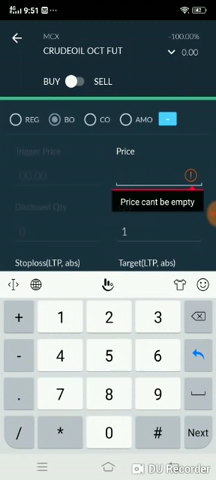 4G 9:51
MCX -100.00%
CRUDEOIL OCT FUT 0.00
BUY SELL
REG BO CO AMO -
Trigger Price Price
00.00
Price cant be empty
Disclosed Qty
0 1
Stoploss(LTP, abs) Target(LTP, abs)
+ 1 2 3
- 4 5 6
. 7 8 9
/ * 0 # Next
DU Recorder